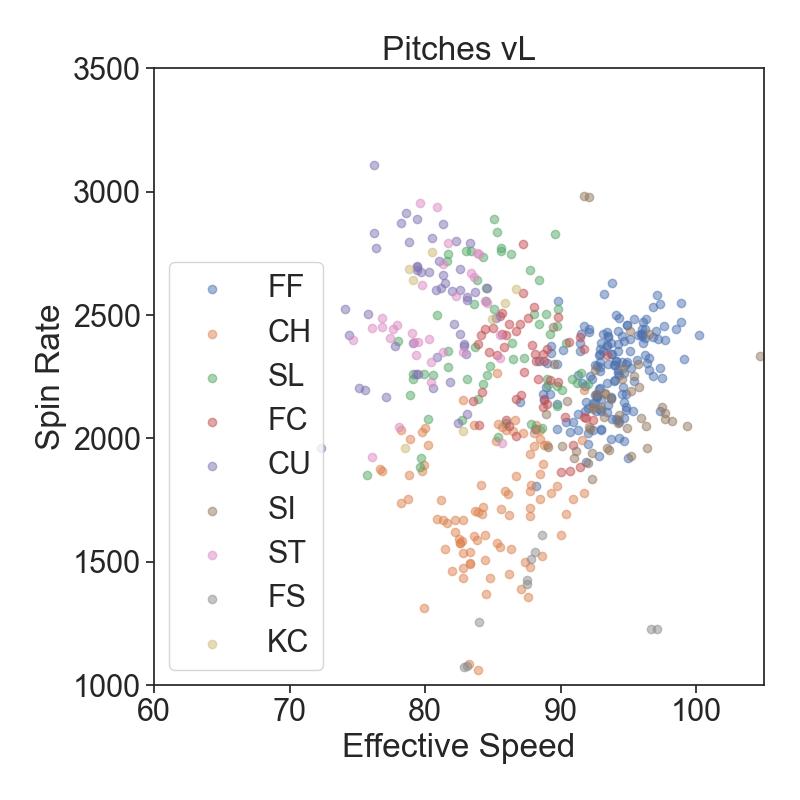 Pitches vL
3500
3000
2500
2000
1500
1000
Spin Rate
FF
CH
SL
FC
CU
SI
ST
FS
KC
60 70 80 90 100
Effective Speed